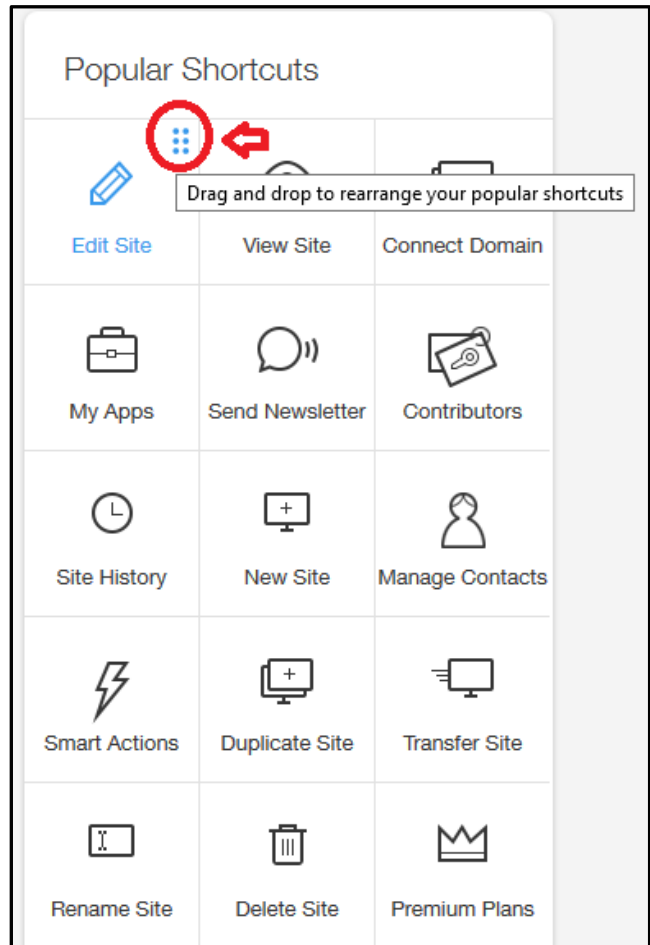 Popular Shortcuts
Drag and drop to rearrange your popular shortcuts
Edit Site
View Site
Connect Domain
My Apps
Send Newsletter
Contributors
Site History
New Site
Manage Contacts
Smart Actions
Duplicate Site
Transfer Site
Rename Site
Delete Site
Premium Plans